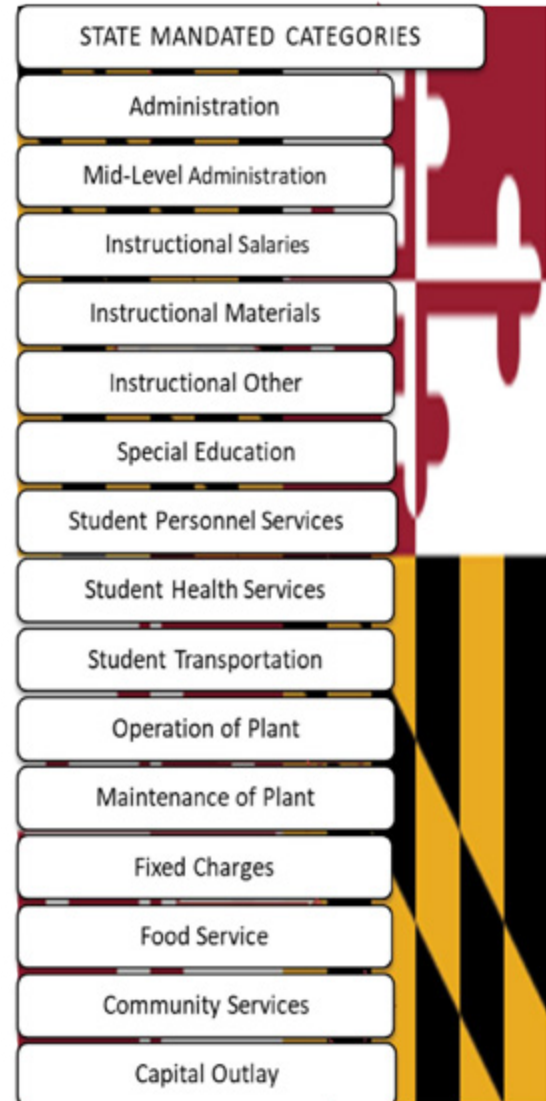 STATE MANDATED CATEGORIES
Administration
Mid-Level Administration
Instructional Salaries
Instructional Materials
Instructional Other
Special Education
Student Personnel Services
Student Health Services
Student Transportation
Operation of Plant
Maintenance of Plant
Fixed Charges
Food Service
Community Services
Capital Outlay